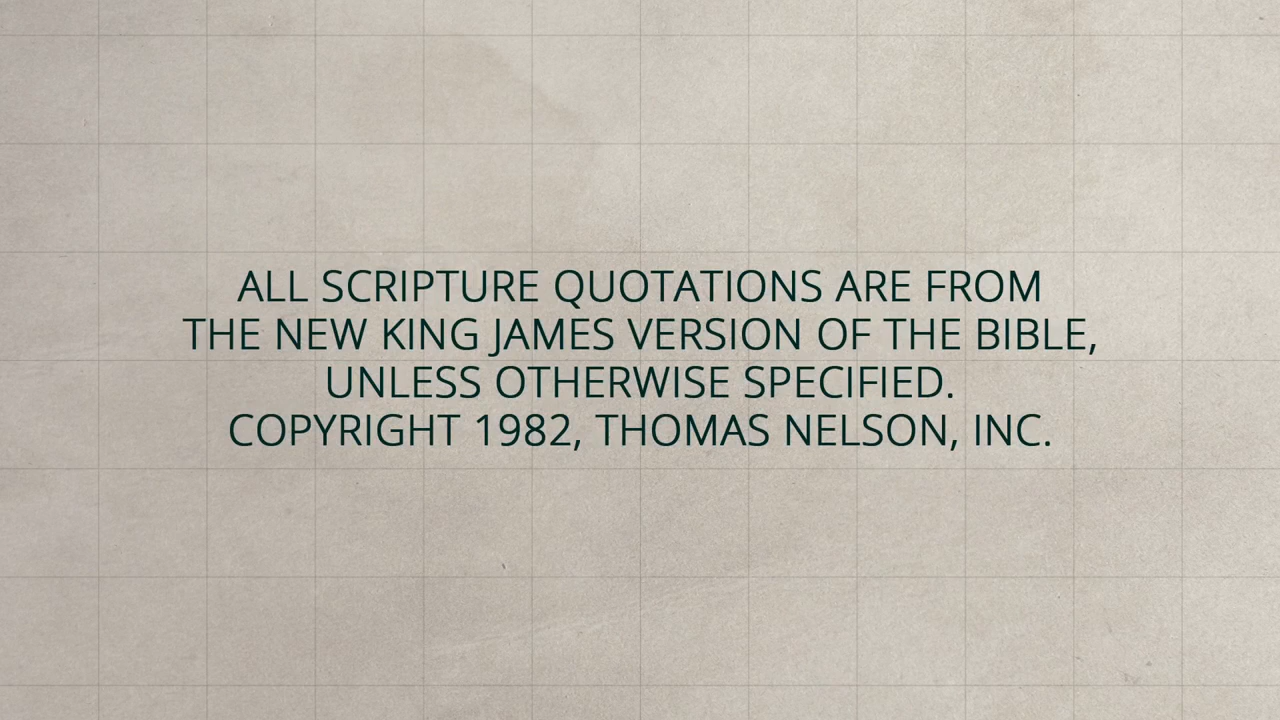 ALL SCRIPTURE QUOTATIONS ARE FROM
THE NEW KING JAMES VERSION OF THE BIBLE,
UNLESS OTHERWISE SPECIFIED.
COPYRIGHT 1982, THOMAS NELSON, INC.